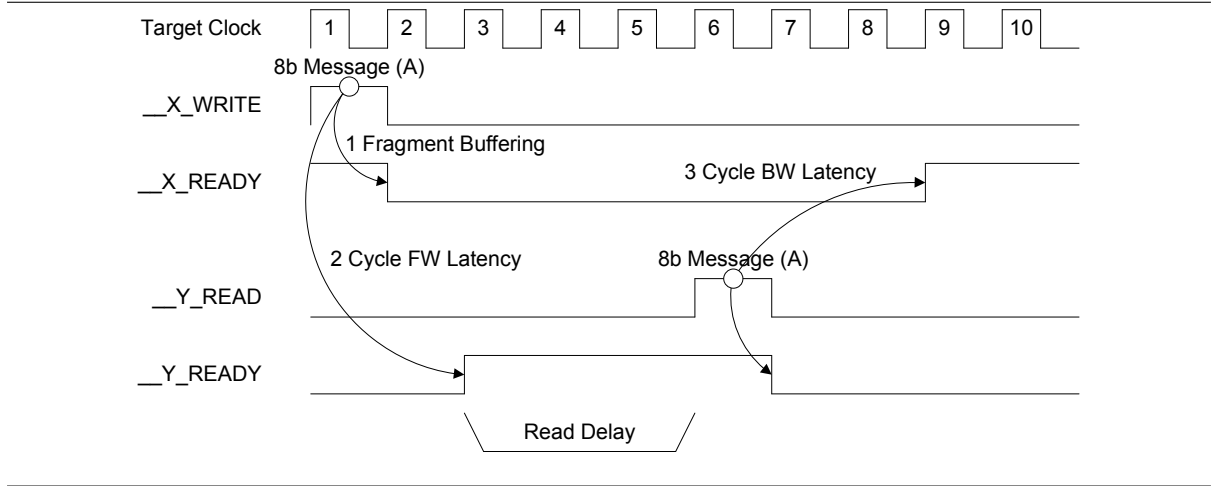 Target Clock 1 2 3 4 5 6 7 8 9 10
8b Message (A)
__X_WRITE
1 Fragment Buffering
__X_READY
3 Cycle BW Latency
2 Cycle FW Latency
8b Message (A)
__Y_READ
__Y_READY
Read Delay